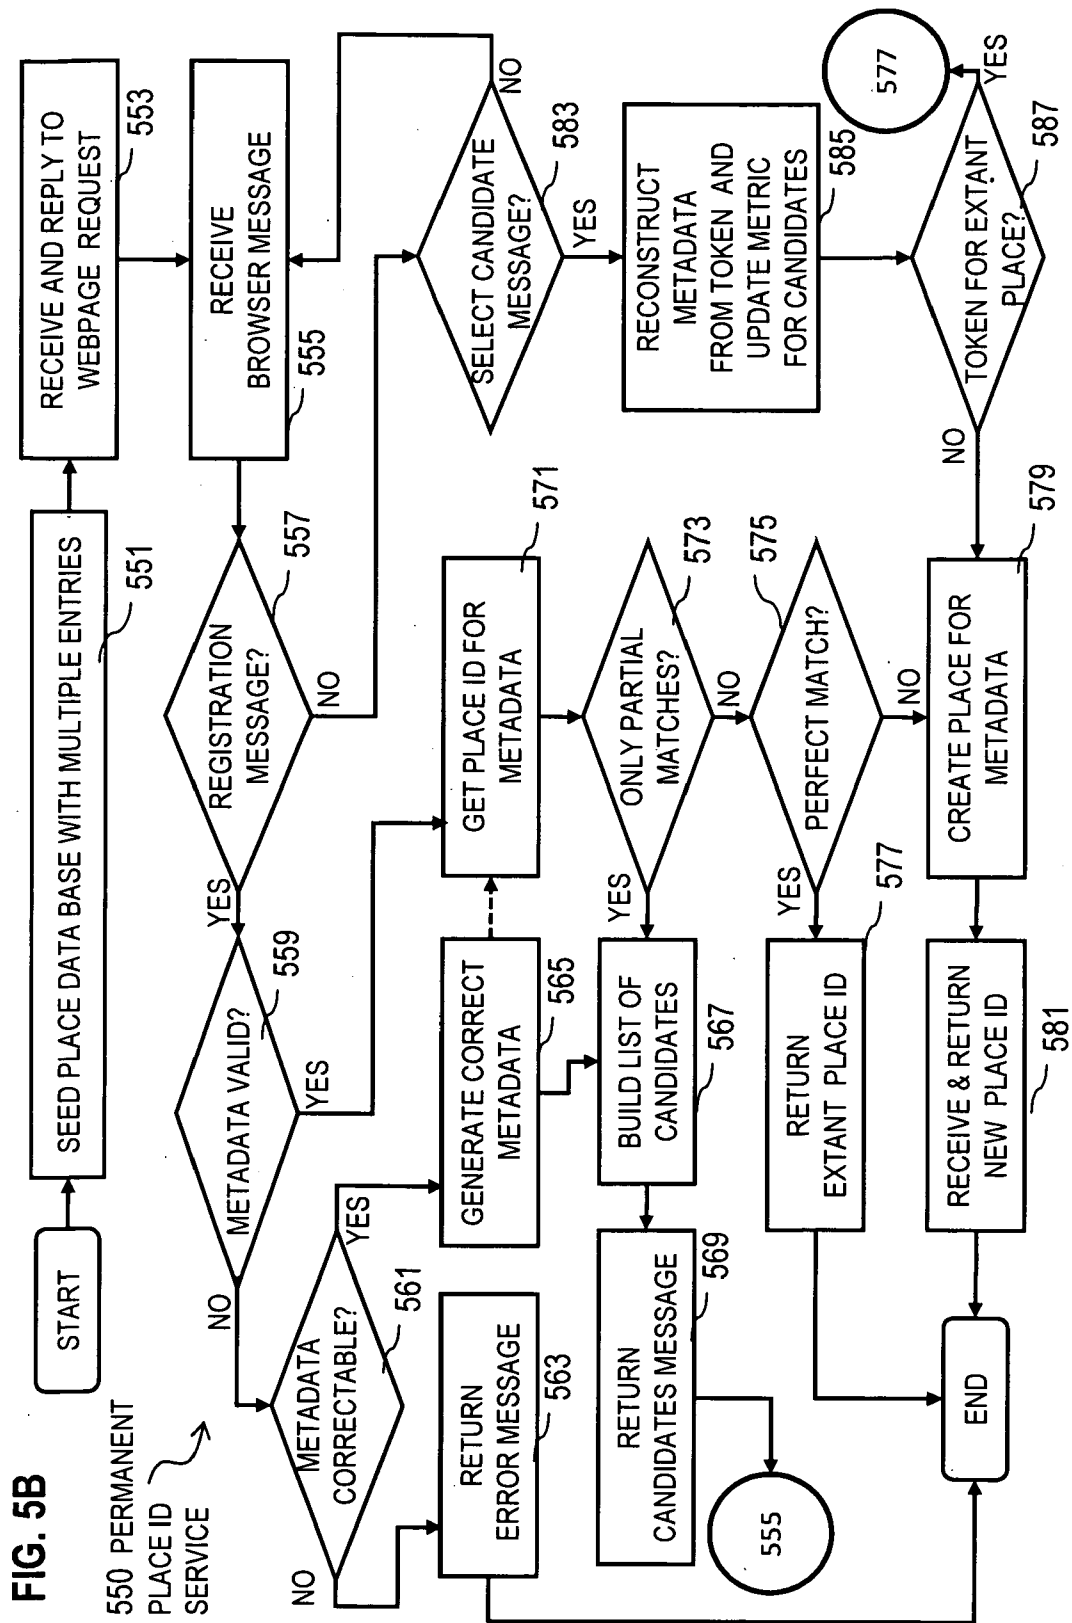 FIG. 5B
550 PERMANENT
PLACE ID
SERVICE
START
SEED PLACE DATA BASE WITH MULTIPLE ENTRIES
551
RECEIVE AND REPLY TO
WEBPAGE REQUEST
553
RECEIVE
BROWSER MESSAGE
555
REGISTRATION
MESSAGE?
557
YES
NO
METADATA VALID?
559
NO
YES
METADATA
CORRECTABLE?
561
NO
YES
RETURN
ERROR MESSAGE
563
GENERATE CORRECT
METADATA
565
GET PLACE ID FOR
METADATA
571
ONLY PARTIAL
MATCHES?
573
YES
NO
BUILD LIST OF
CANDIDATES
567
RETURN
CANDIDATES MESSAGE
569
555
PERFECT MATCH?
575
YES
NO
RETURN
EXTANT PLACE ID
577
CREATE PLACE FOR
METADATA
579
RECEIVE & RETURN
NEW PLACE ID
581
END
SELECT CANDIDATE
MESSAGE?
583
NO
YES
RECONSTRUCT
METADATA
FROM TOKEN AND
UPDATE METRIC
FOR CANDIDATES
585
TOKEN FOR EXTANT
PLACE?
587
NO
YES
577